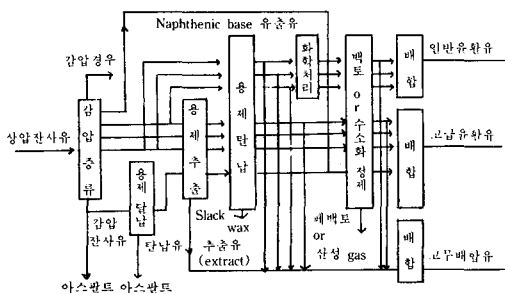 Naphthenic base 유출유
감압경우
상압잔사유
감압증류
용제탈납
용제추출
용제탈납
화학처리
백토 or 수소화 정제
배합
일반윤활유
배합
고급윤활유
배합
고무배합유
감압
잔사유
탈납유
Slack
wax
추출유
(extract)
폐백토
or
산성 gas
아스팔트 아스팔트